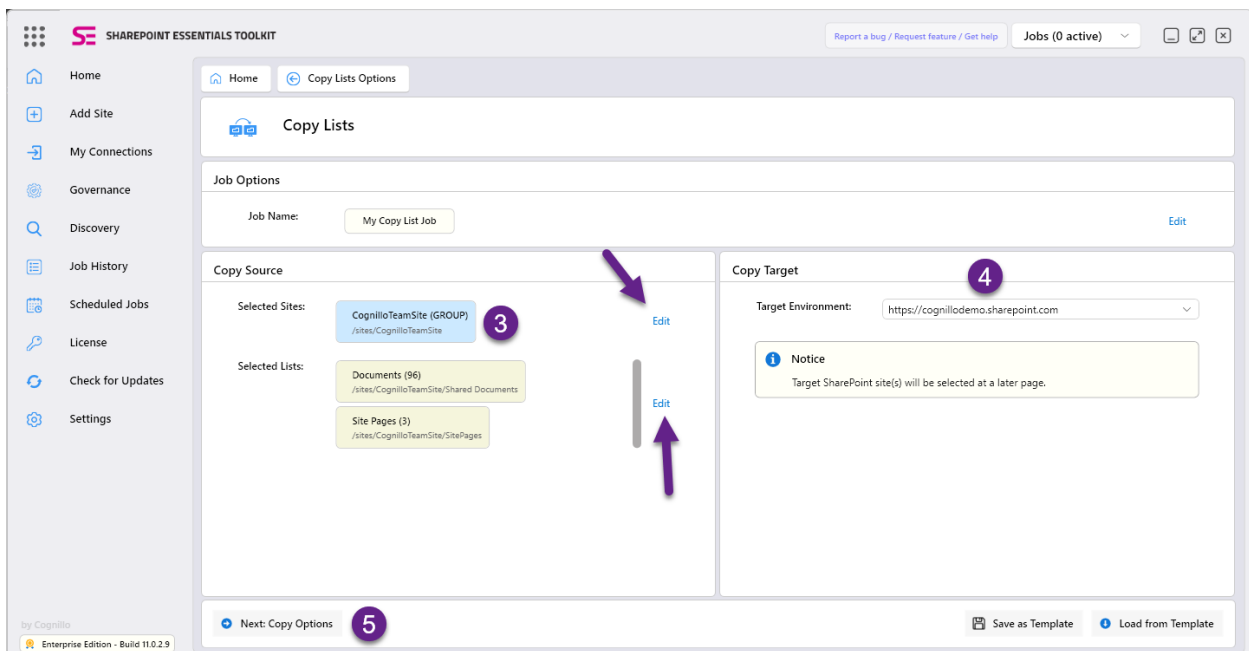 SHAREPOINT ESSENTIALS TOOLKIT
Report a bug / Request feature / Get help
Jobs (0 active)
Home
Add Site
My Connections
Governance
Discovery
Job History
Scheduled Jobs
License
Check for Updates
Settings
by Cognillo
Enterprise Edition - Build 11.0.2.9
Home
Copy Lists Options
Copy Lists
Job Options
Job Name:
My Copy List Job
Edit
Copy Source
Selected Sites:
CognilloTeamSite (GROUP)
/sites/CognilloTeamSite
3
Edit
Selected Lists:
Documents (96)
/sites/CognilloTeamSite/Shared Documents
Site Pages (3)
/sites/CognilloTeamSite/SitePages
Edit
Copy Target
4
Target Environment:
https://cognillodemo.sharepoint.com
Notice
Target SharePoint site(s) will be selected at a later page.
Next: Copy Options
5
Save as Template
Load from Template